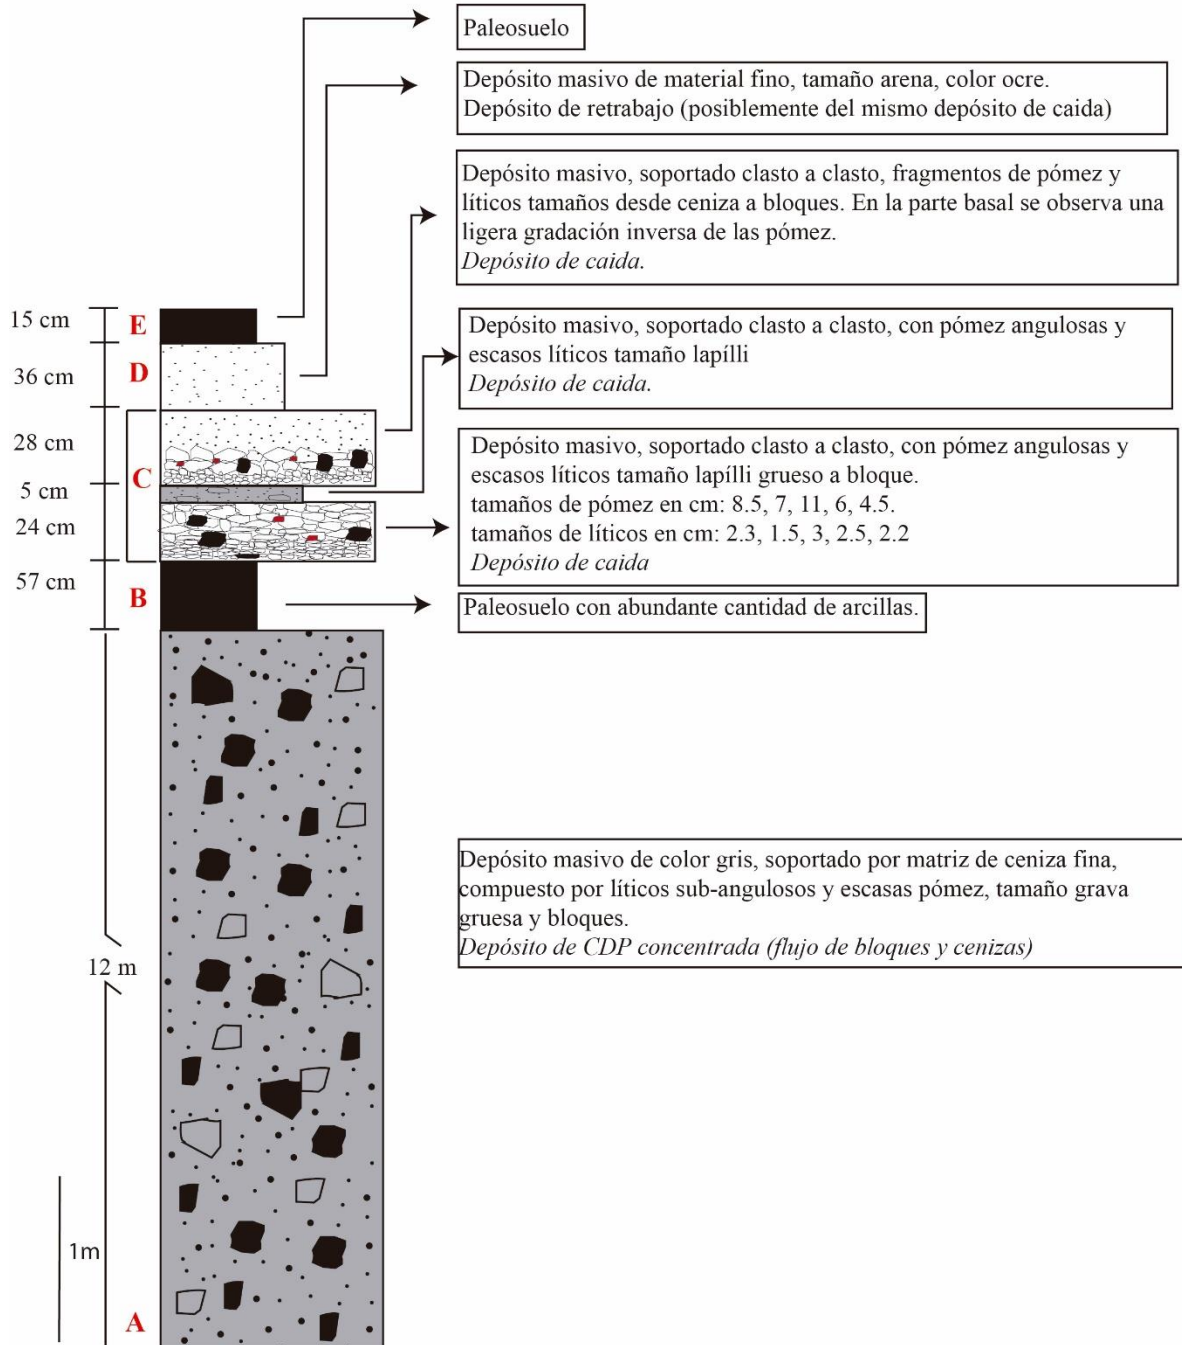 Paleosuelo
Depósito masivo de material fino, tamaño arena, color ocre.
Depósito de retrabajo (posiblemente del mismo depósito de caida)
Depósito masivo, soportado clasto a clasto, fragmentos de pómez y
líticos tamaños desde ceniza a bloques. En la parte basal se observa una
ligera gradación inversa de las pómez.
Depósito de caida.
15 cm
E
Depósito masivo, soportado clasto a clasto, con pómez angulosas y
escasos líticos tamaño lapílli
Depósito de caida.
36 cm
D
28 cm
C
5 cm
24 cm
Depósito masivo, soportado clasto a clasto, con pómez angulosas y
escasos líticos tamaño lapílli grueso a bloque.
tamaños de pómez en cm: 8.5, 7, 11, 6, 4.5.
tamaños de líticos en cm: 2.3, 1.5, 3, 2.5, 2.2
Depósito de caida
57 cm
B
Paleosuelo con abundante cantidad de arcillas.
Depósito masivo de color gris, soportado por matriz de ceniza fina,
compuesto por líticos sub-angulosos y escasas pómez, tamaño grava
gruesa y bloques.
Depósito de CDP concentrada (flujo de bloques y cenizas)
12 m
1m
A